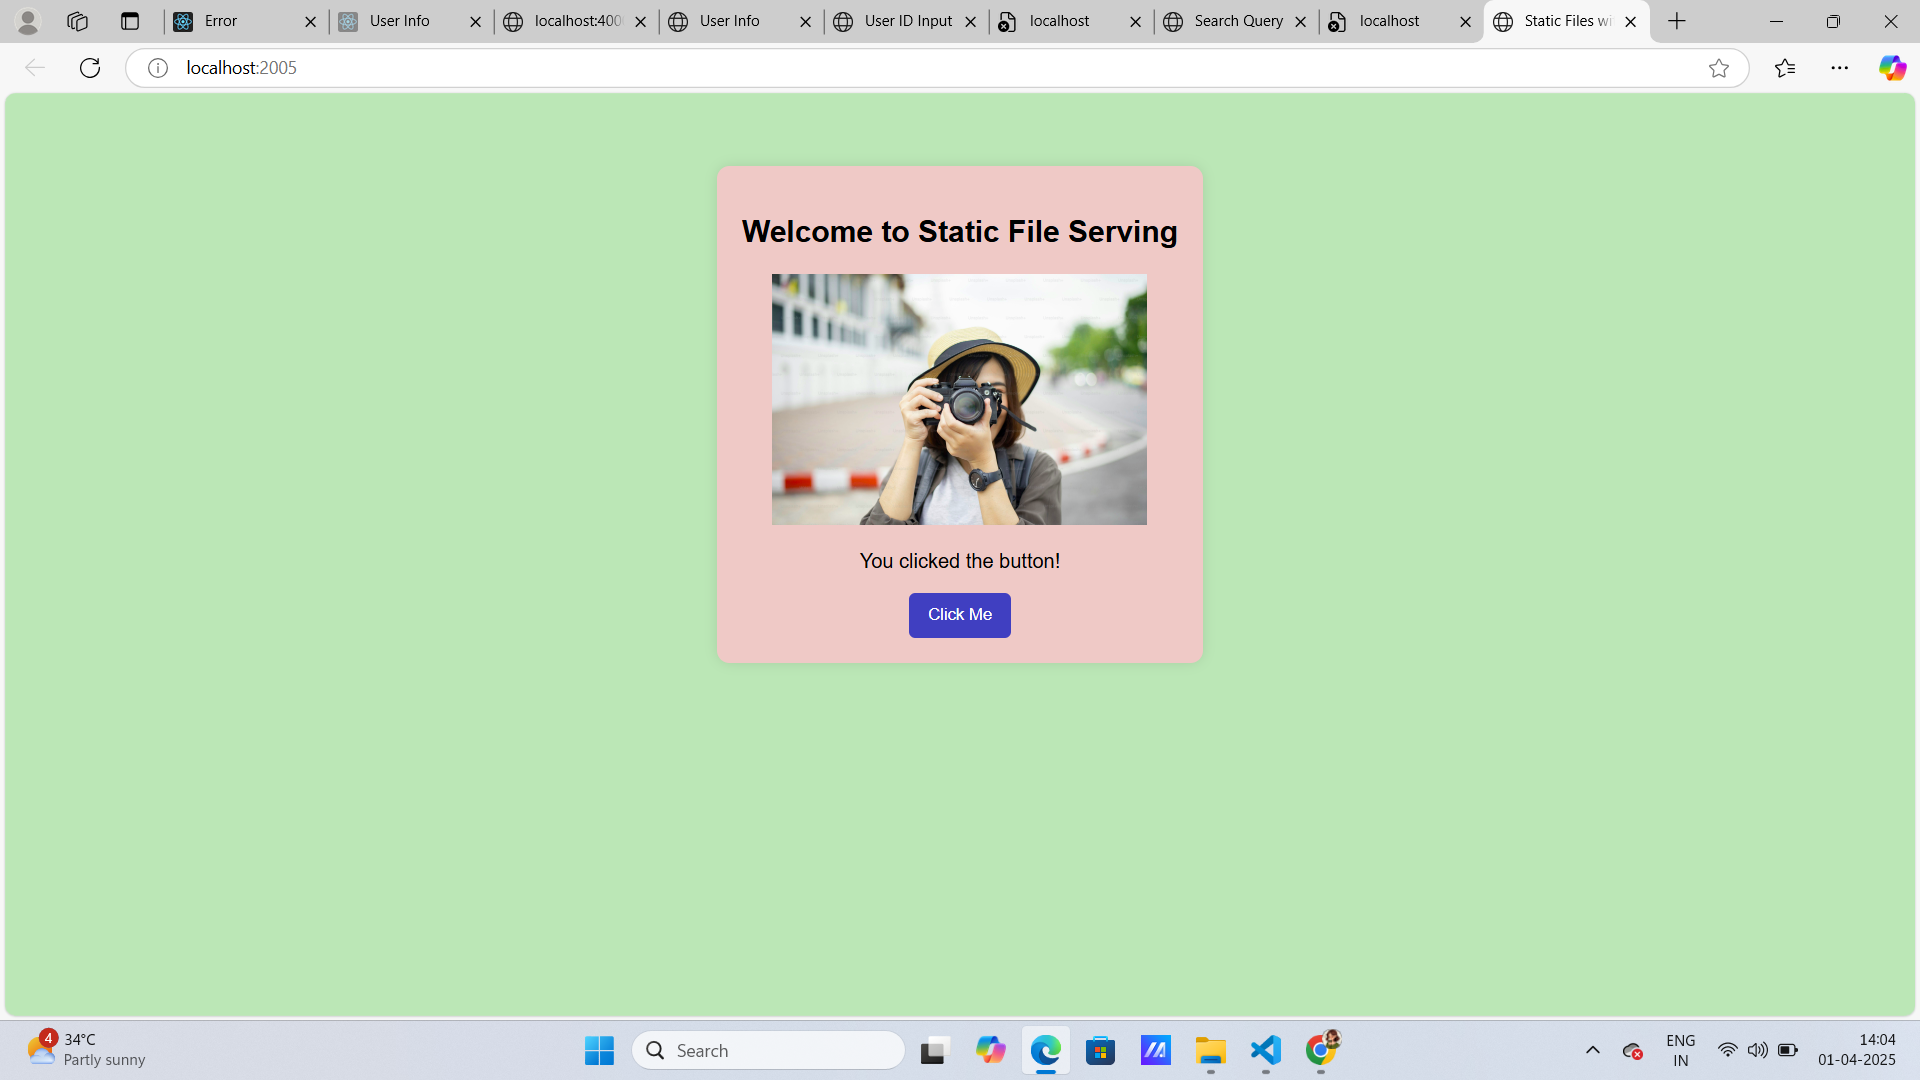 Error
User Info
localhost:400
User Info
User ID Input
localhost
Search Query
localhost
Static Files wi
localhost:2005
Welcome to Static File Serving
You clicked the button!
Click Me
4
34°C
Partly sunny
Search
ENG
IN
14:04
01-04-2025